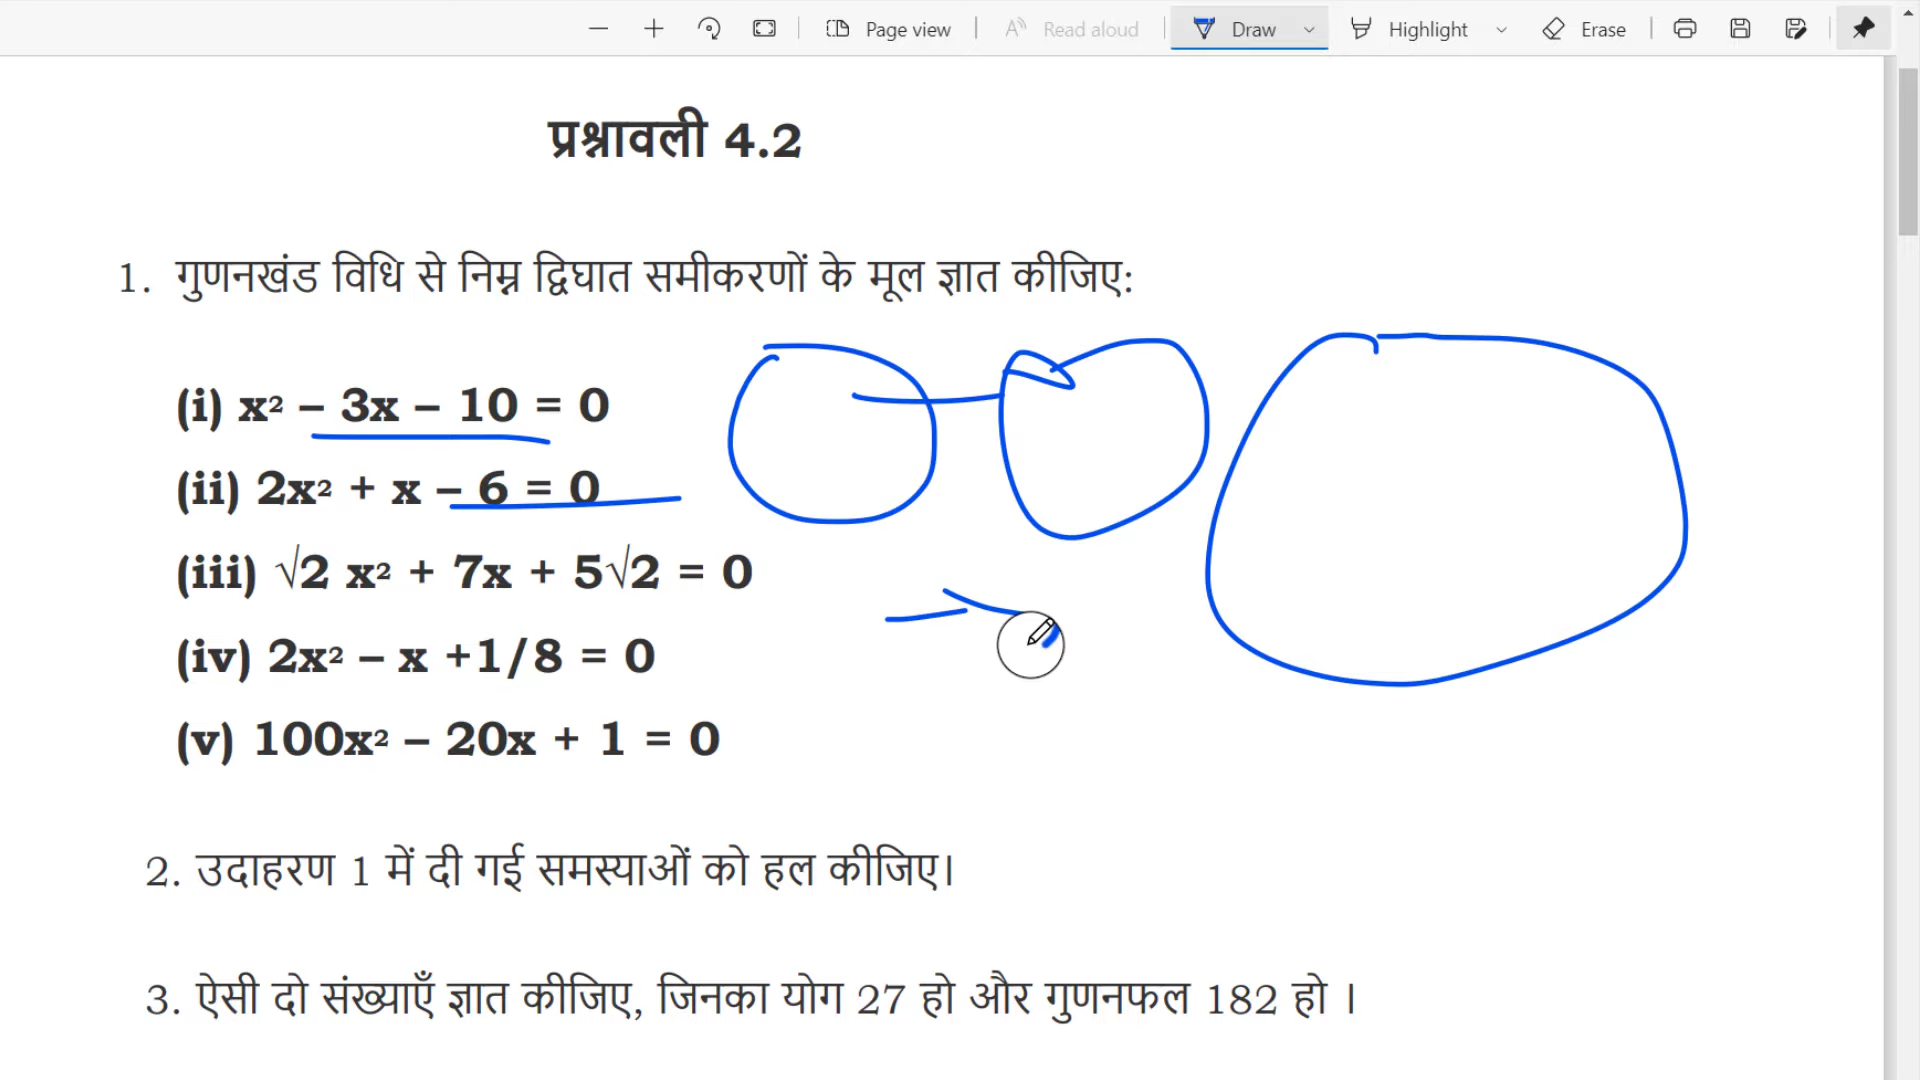 Page view Read aloud Draw Highlight Erase
प्रश्नावली 4.2
1. गुणनखंड विधि से निम्न द्विघात समीकरणों के मूल ज्ञात कीजिए:
(i) x² – 3x – 10 = 0
(ii) 2x² + x – 6 = 0
(iii) √2 x² + 7x + 5√2 = 0
(iv) 2x² – x +1/8 = 0
(v) 100x² – 20x + 1 = 0
2. उदाहरण 1 में दी गई समस्याओं को हल कीजिए।
3. ऐसी दो संख्याएँ ज्ञात कीजिए, जिनका योग 27 हो और गुणनफल 182 हो ।